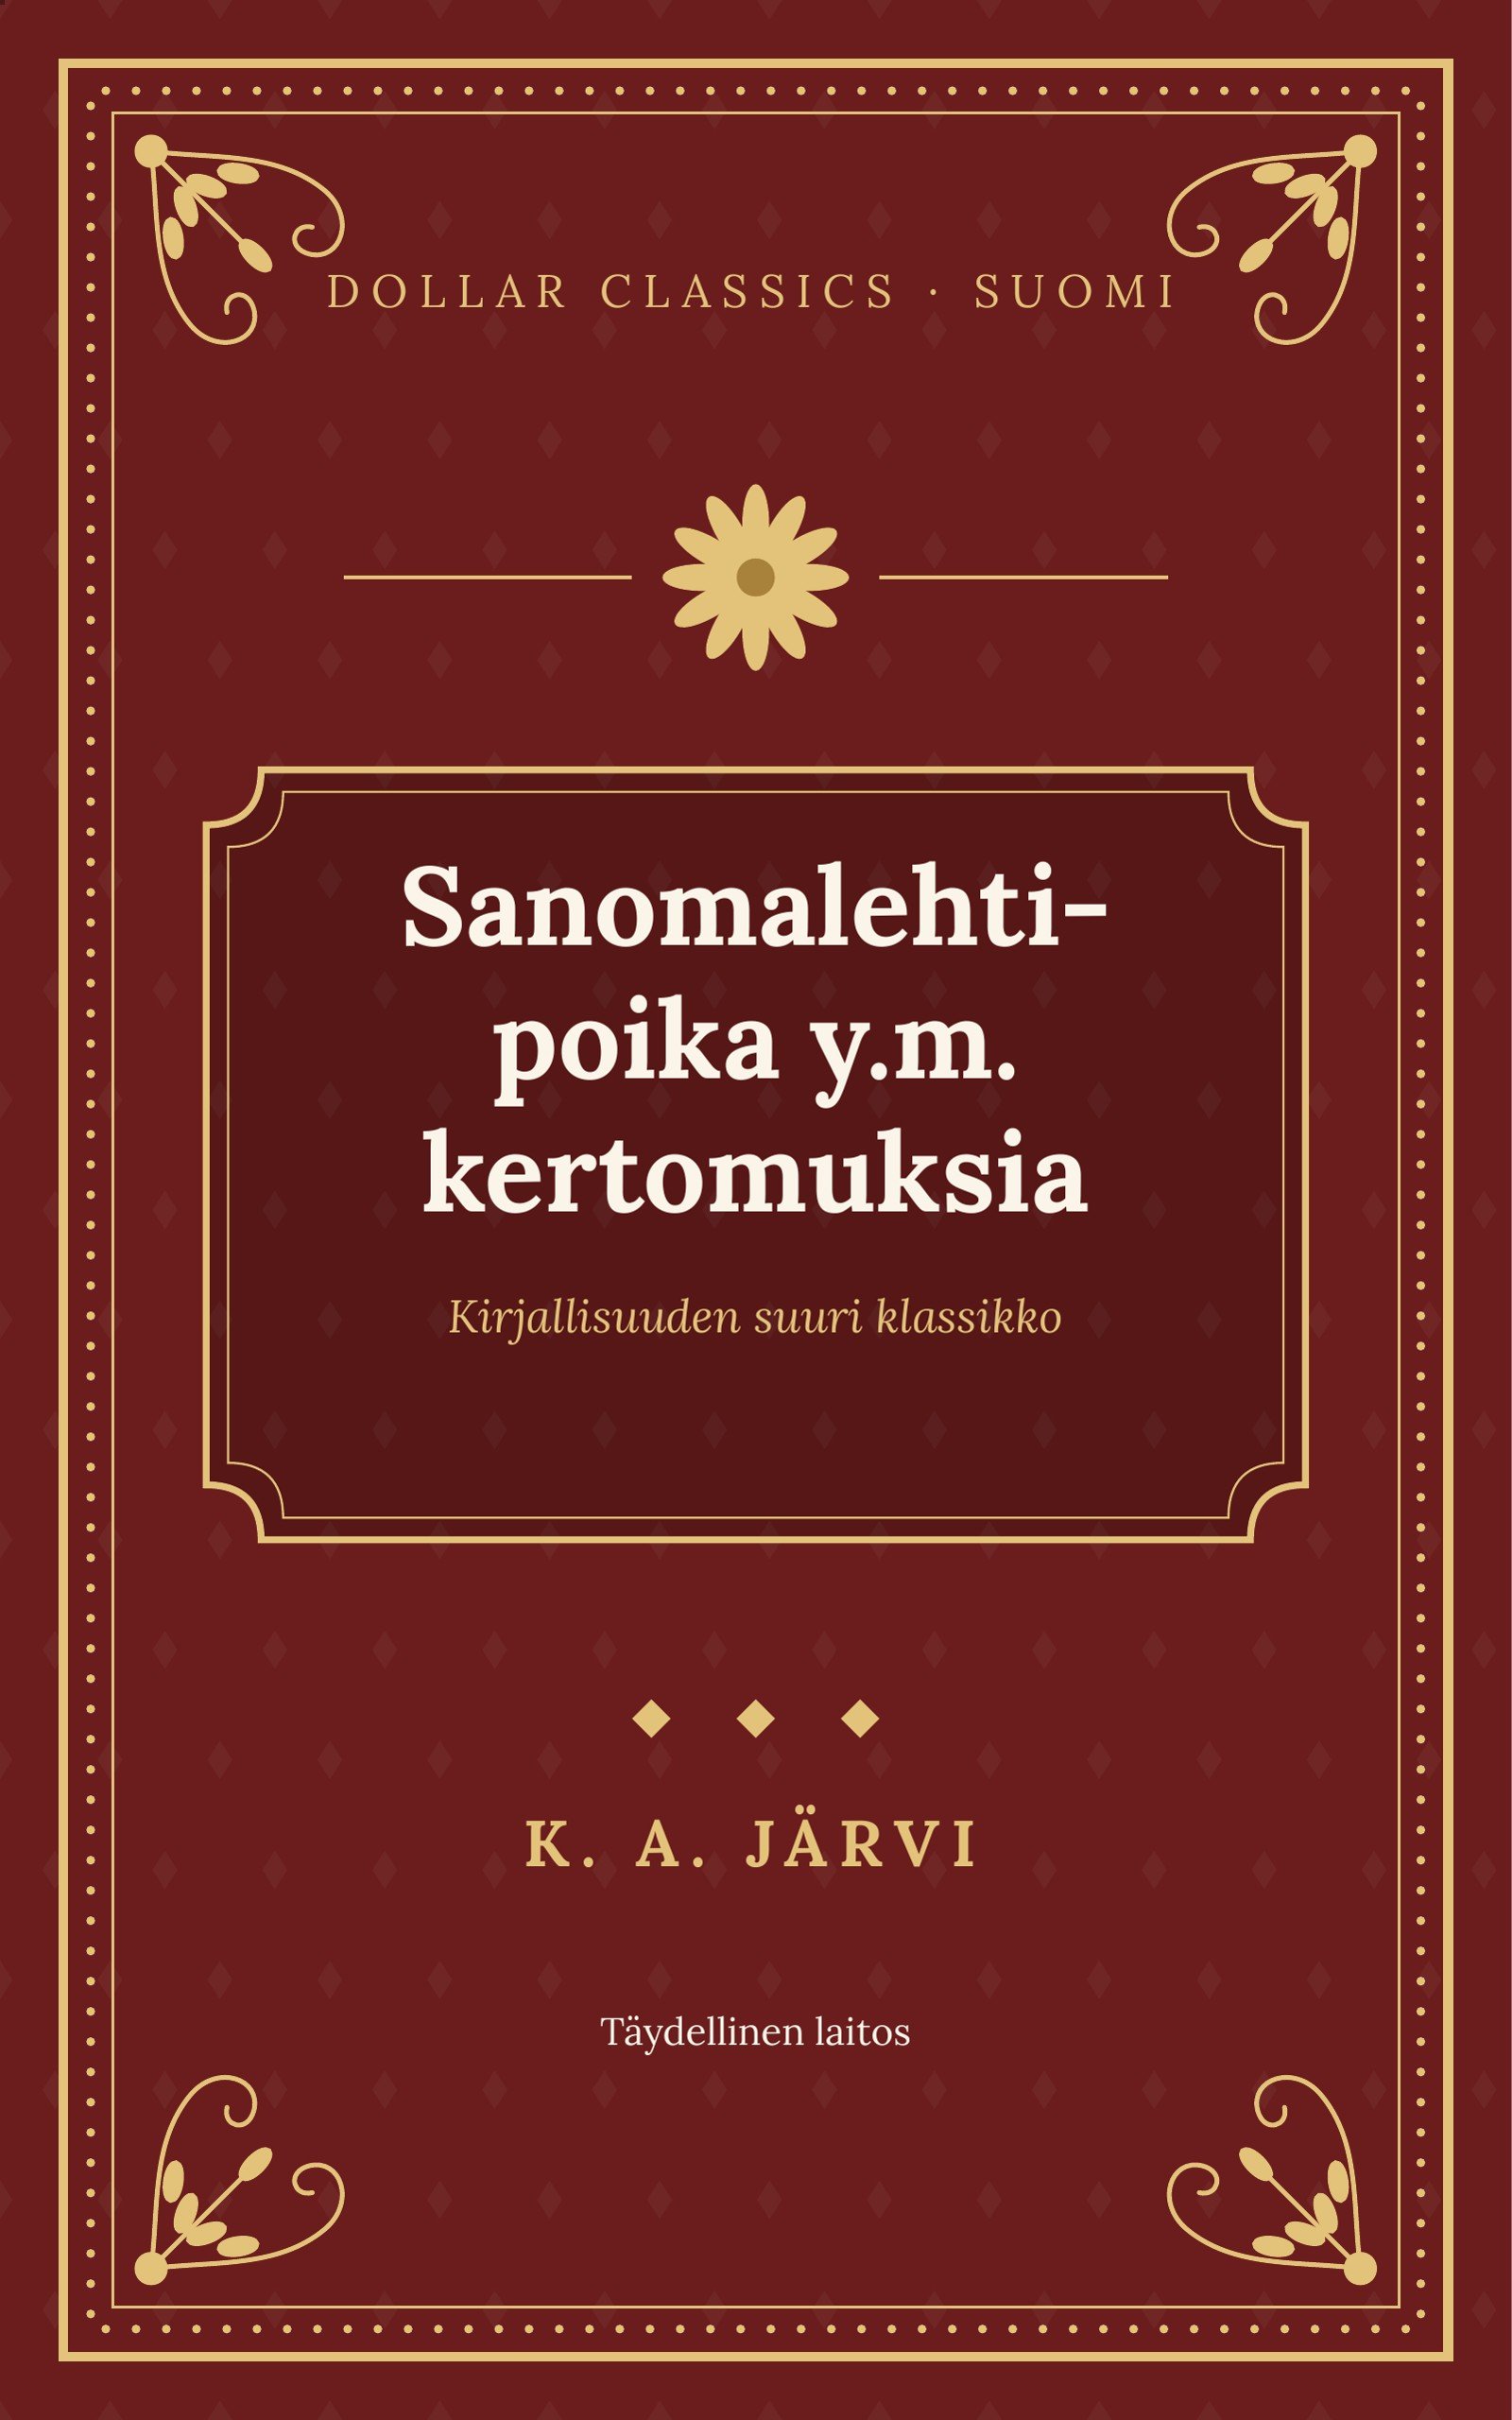 DOLLAR CLASSICS · SUOMI
Sanomalehti-
poika y.m.
kertomuksia
Kirjallisuuden suuri klassikko
K. A. JÄRVI
Täydellinen laitos